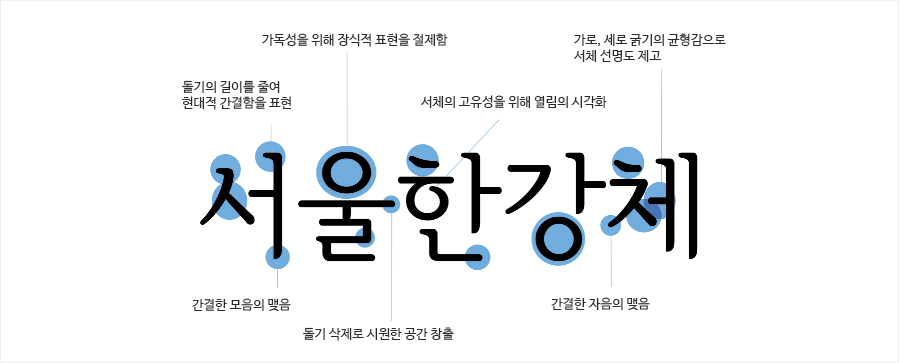 가독성을 위해 장식적 표현을 절제함
가로, 세로 굵기의 균형감으로
서체 선명도 제고
돌기의 길이를 줄여
현대적 간결함을 표현
서체의 고유성을 위해 열림의 시각화
서울한강체
간결한 모음의 맺음
간결한 자음의 맺음
돌기 삭제로 시원한 공간 창출